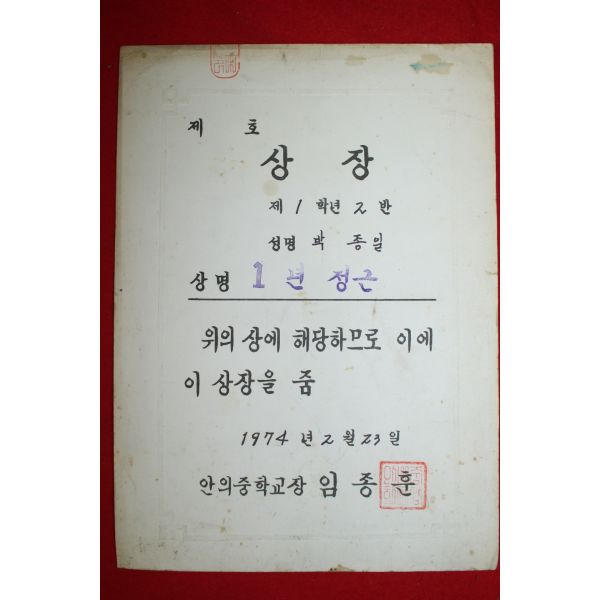 제 호
상 장
제 1 학년 2 반
성명 박 종일
상명 1 년 정근
위의 상에 해당하므로 이에
이 상장을 줌
1974 년 2 월 23 일
안의중학교장 임 종 훈